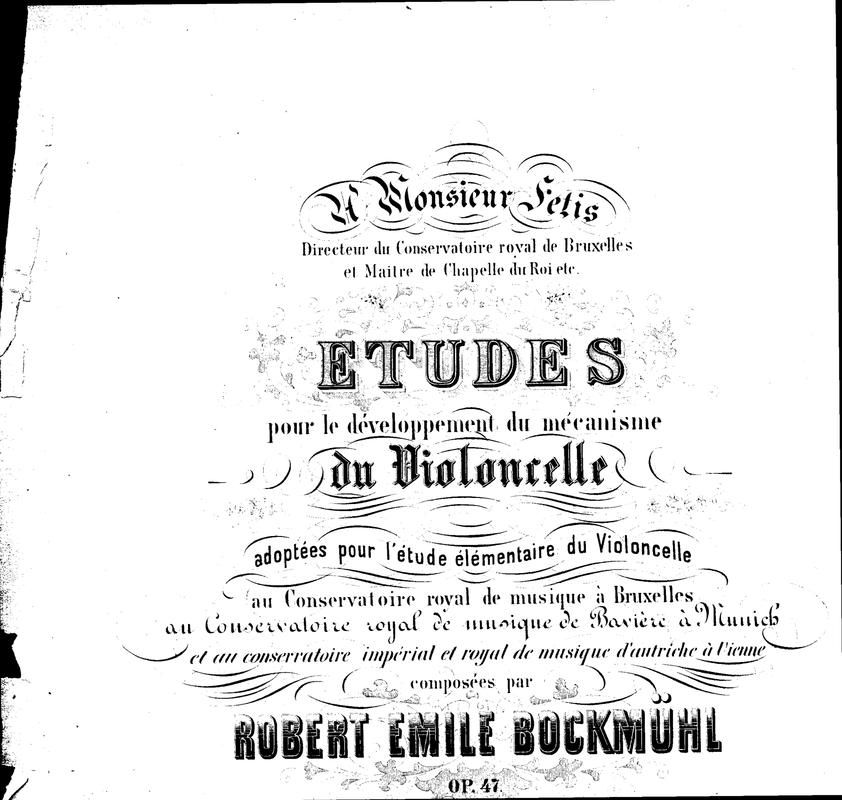 A Monsieur Fetis
Directeur du Conservatoire royal de Bruxelles
et Maitre de Chapelle du Roi etc.
ETUDES
pour le développement du mécanisme
du Violoncelle
adoptées pour l'étude élémentaire du Violoncelle
au Conservatoire royal de musique à Bruxelles
au Conservatoire royal de musique de Bavière à Munich
et au conservatoire impérial et royal de musique d'autriche à Vienne
composées par
ROBERT EMILE BOCKMÜHL
OP. 47